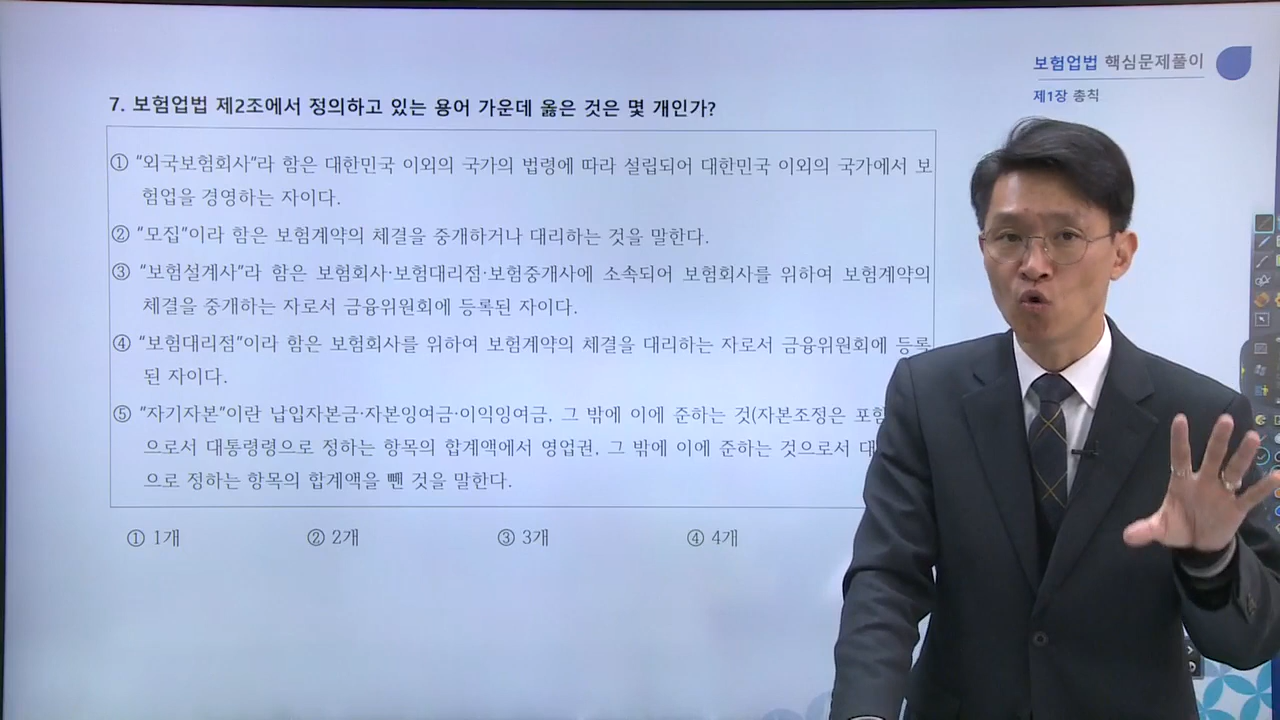 보험업법 핵심문제풀이
제1장 총칙
7. 보험업법 제2조에서 정의하고 있는 용어 가운데 옳은 것은 몇 개인가?
① “외국보험회사”라 함은 대한민국 이외의 국가의 법령에 따라 설립되어 대한민국 이외의 국가에서 보
험업을 경영하는 자이다.
② “모집”이라 함은 보험계약의 체결을 중개하거나 대리하는 것을 말한다.
③ “보험설계사”라 함은 보험회사·보험대리점·보험중개사에 소속되어 보험회사를 위하여 보험계약의
체결을 중개하는 자로서 금융위원회에 등록된 자이다.
④ “보험대리점”이라 함은 보험회사를 위하여 보험계약의 체결을 대리하는 자로서 금융위원회에 등록
된 자이다.
⑤ “자기자본”이란 납입자본금·자본잉여금·이익잉여금, 그 밖에 이에 준하는 것(자본조정은 포함
으로서 대통령령으로 정하는 항목의 합계액에서 영업권, 그 밖에 이에 준하는 것으로서 대
으로 정하는 항목의 합계액을 뺀 것을 말한다.
① 1개 ② 2개 ③ 3개 ④ 4개